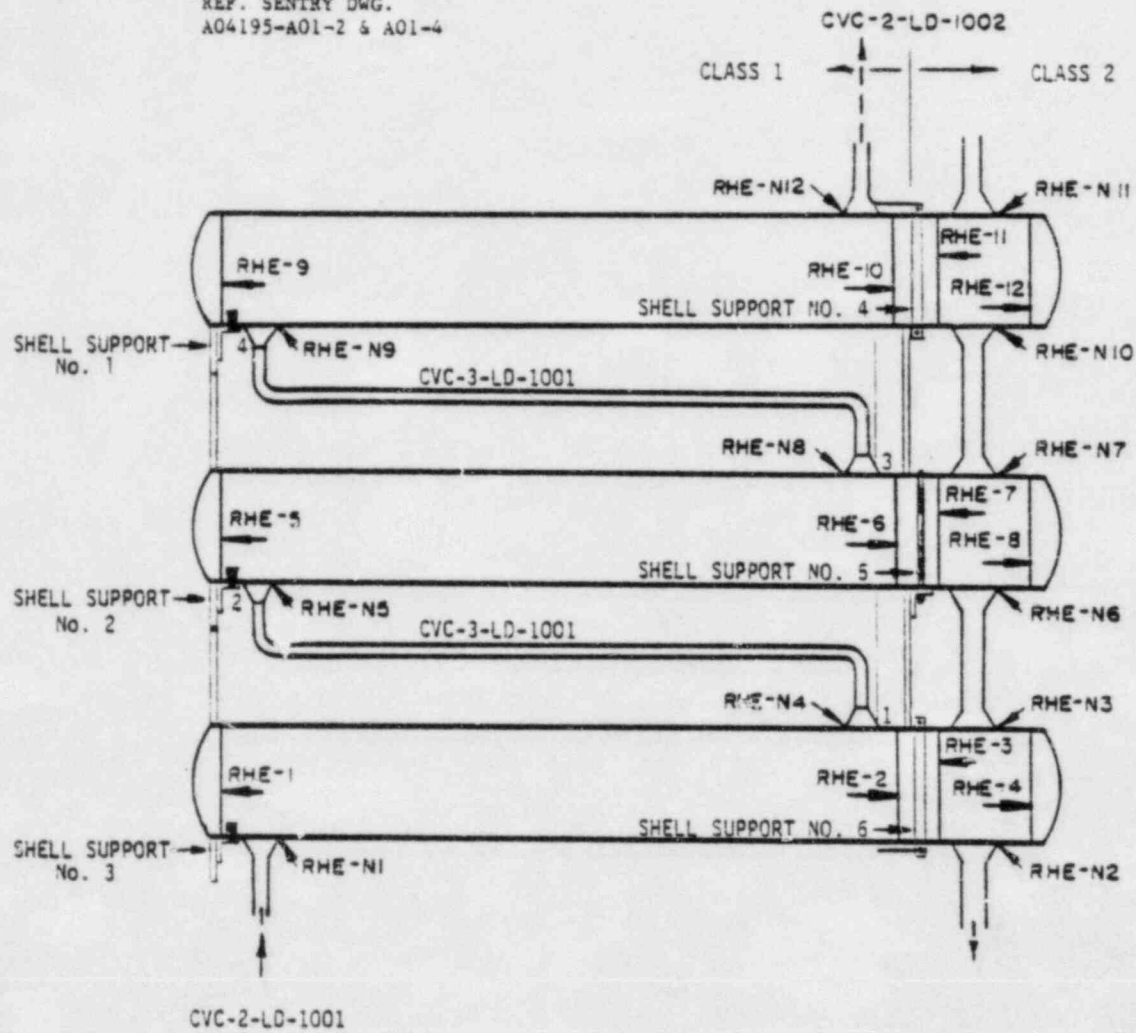 REF. SENTRY DWG.
A04195-A01-2 & A01-4
CVC-2-LD-1002
CLASS 1
CLASS 2
RHE-N12
RHE-N11
RHE-9
RHE-10
RHE-11
RHE-12
SHELL SUPPORT NO. 4
SHELL SUPPORT
No. 1
4
RHE-N9
RHE-N10
CVC-3-LD-1001
RHE-N8
3
RHE-N7
RHE-5
RHE-6
RHE-7
RHE-8
SHELL SUPPORT NO. 5
SHELL SUPPORT
No. 2
2
RHE-N5
RHE-N6
CVC-3-LD-1001
RHE-N4
1
RHE-N3
RHE-1
RHE-2
RHE-3
RHE-4
SHELL SUPPORT NO. 6
SHELL SUPPORT
No. 3
RHE-N1
RHE-N2
CVC-2-LD-1001